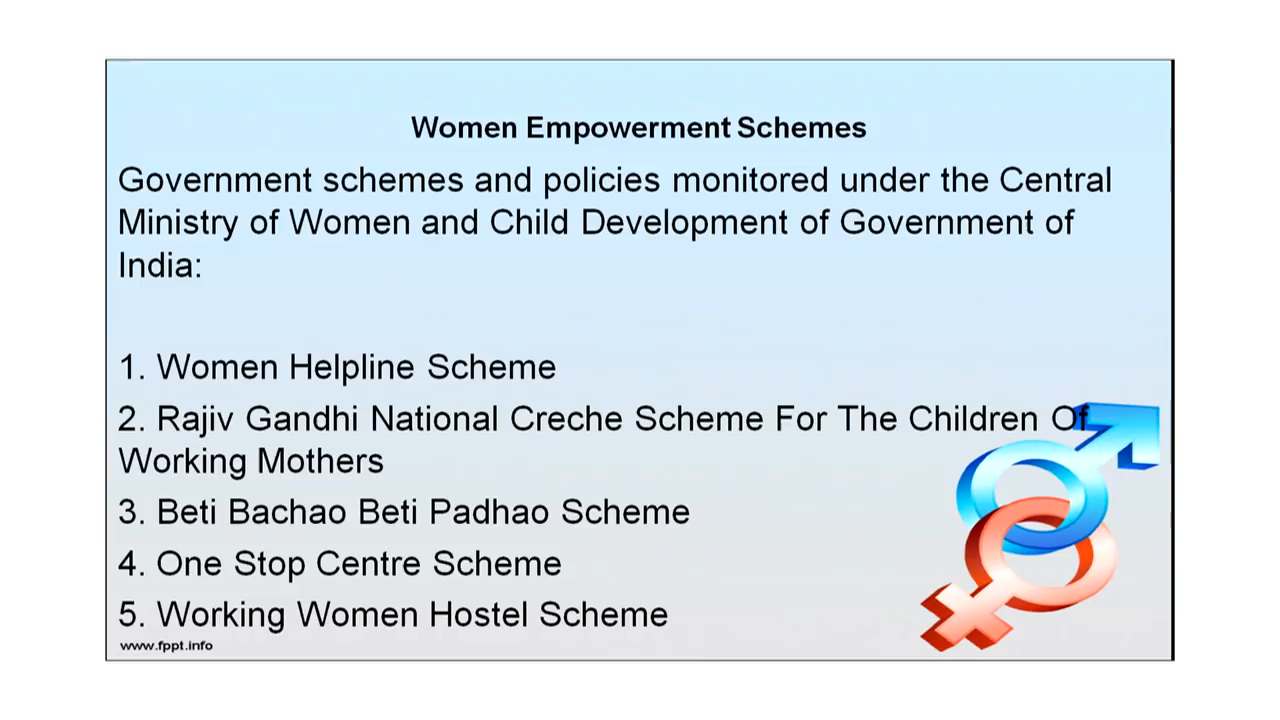 Women Empowerment Schemes
Government schemes and policies monitored under the Central
Ministry of Women and Child Development of Government of
India:
1. Women Helpline Scheme
2. Rajiv Gandhi National Creche Scheme For The Children Of
Working Mothers
3. Beti Bachao Beti Padhao Scheme
4. One Stop Centre Scheme
5. Working Women Hostel Scheme
www.fppt.info